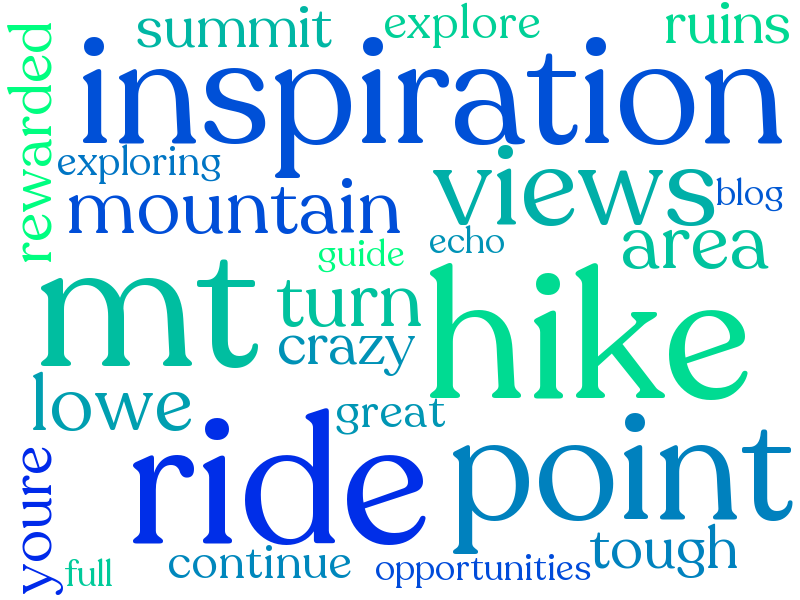 summit
explore
ruins
rewarded
inspiration
exploring
views
mountain
blog
echo
area
guide
mt
turn
hike
crazy
lowe
great
ride
point
youre
tough
continue
opportunities
full